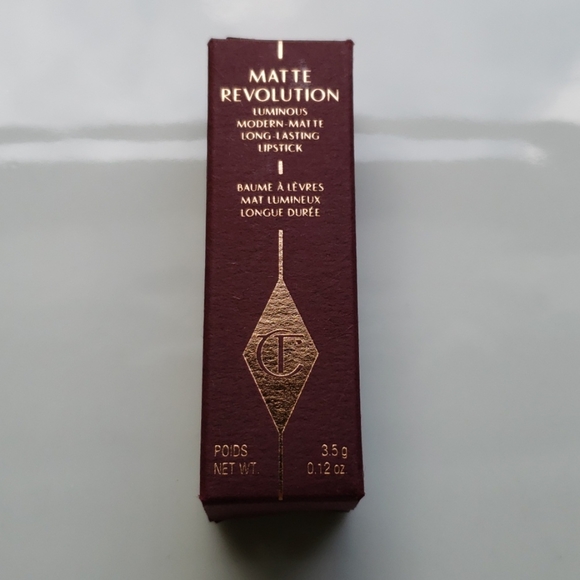 MATTE
REVOLUTION
LUMINOUS
MODERN-MATTE
LONG-LASTING
LIPSTICK
BAUME À LÈVRES
MAT LUMINEUX
LONGUE DURÉE
CT
POIDS 3.5 g
NET WT. 0.12 oz